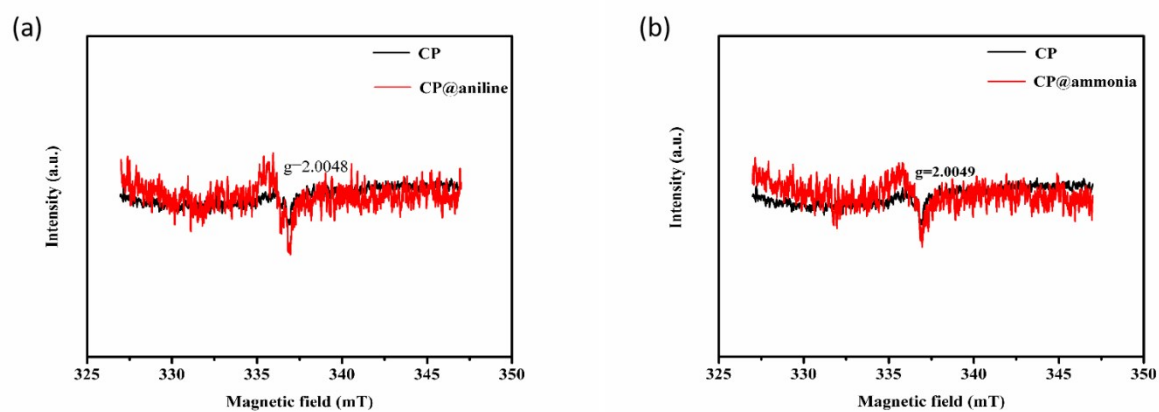 (a)
CP
CP@aniline
g=2.0048
Intensity (a.u.)
325 330 335 340 345 350
Magnetic field (mT)
(b)
CP
CP@ammonia
g=2.0049
Intensity (a.u.)
325 330 335 340 345 350
Magnetic field (mT)